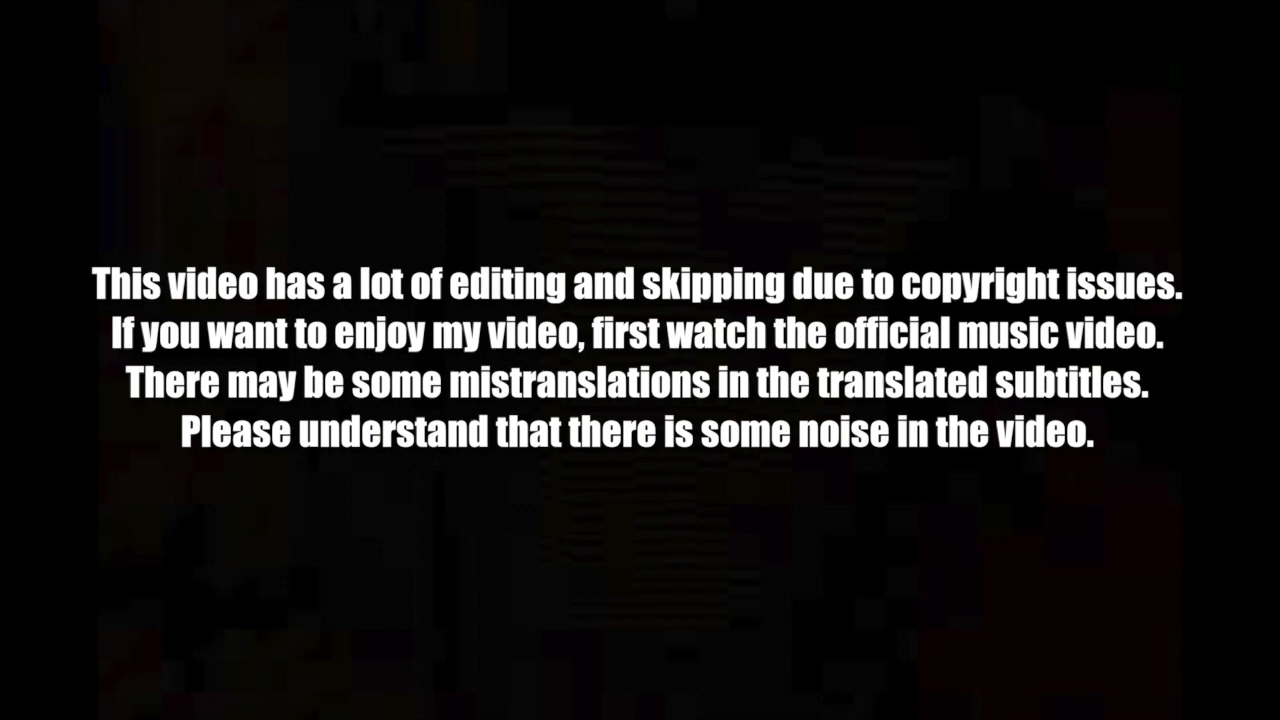 This video has a lot of editing and skipping due to copyright issues.
If you want to enjoy my video, first watch the official music video.
There may be some mistranslations in the translated subtitles.
Please understand that there is some noise in the video.